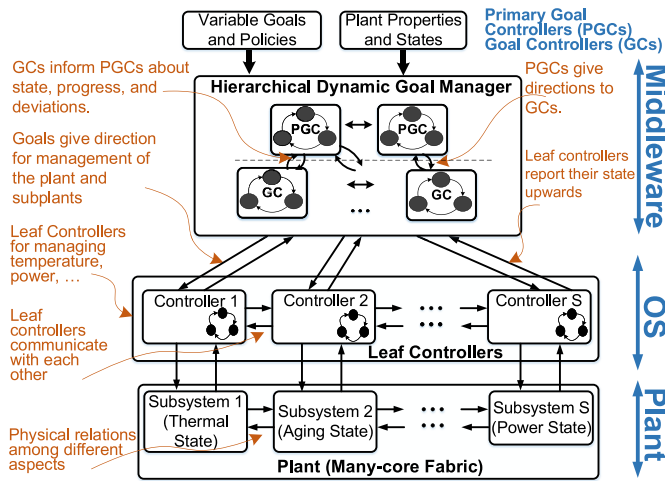 Variable Goals
and Policies
Plant Properties
and States
Primary Goal
Controllers (PGCs)
Goal Controllers (GCs)
GCs inform PGCs about
state, progress, and
deviations.
Hierarchical Dynamic Goal Manager
PGCs give
directions to
GCs.
PGC
PGC
GC
GC
...
Goals give direction
for management of
the plant and
subplants
Leaf controllers
report their state
upwards
Middleware
Leaf Controllers
for managing
temperature,
power, ...
Controller 1
Controller 2
...
...
Controller S
Leaf Controllers
OS
Leaf
controllers
communicate
with each
other
Subsystem 1
(Thermal
State)
Subsystem 2
(Aging State)
...
...
Subsystem S
(Power State)
Plant (Many-core Fabric)
Plant
Physical relations
among different
aspects